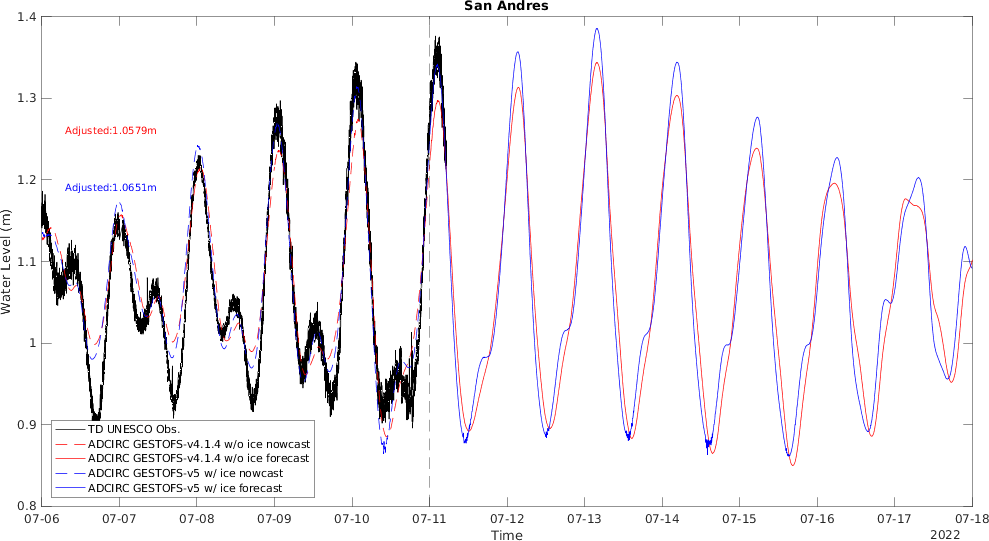 San Andres
1.4
1.3
1.2
1.1
1
0.9
0.8
Water Level (m)
Adjusted:1.0579m
Adjusted:1.0651m
TD UNESCO Obs.
ADCIRC GESTOFS-v4.1.4 w/o ice nowcast
ADCIRC GESTOFS-v4.1.4 w/o ice forecast
ADCIRC GESTOFS-v5 w/ ice nowcast
ADCIRC GESTOFS-v5 w/ ice forecast
07-06 07-07 07-08 07-09 07-10 07-11 07-12 07-13 07-14 07-15 07-16 07-17 07-18
Time
2022